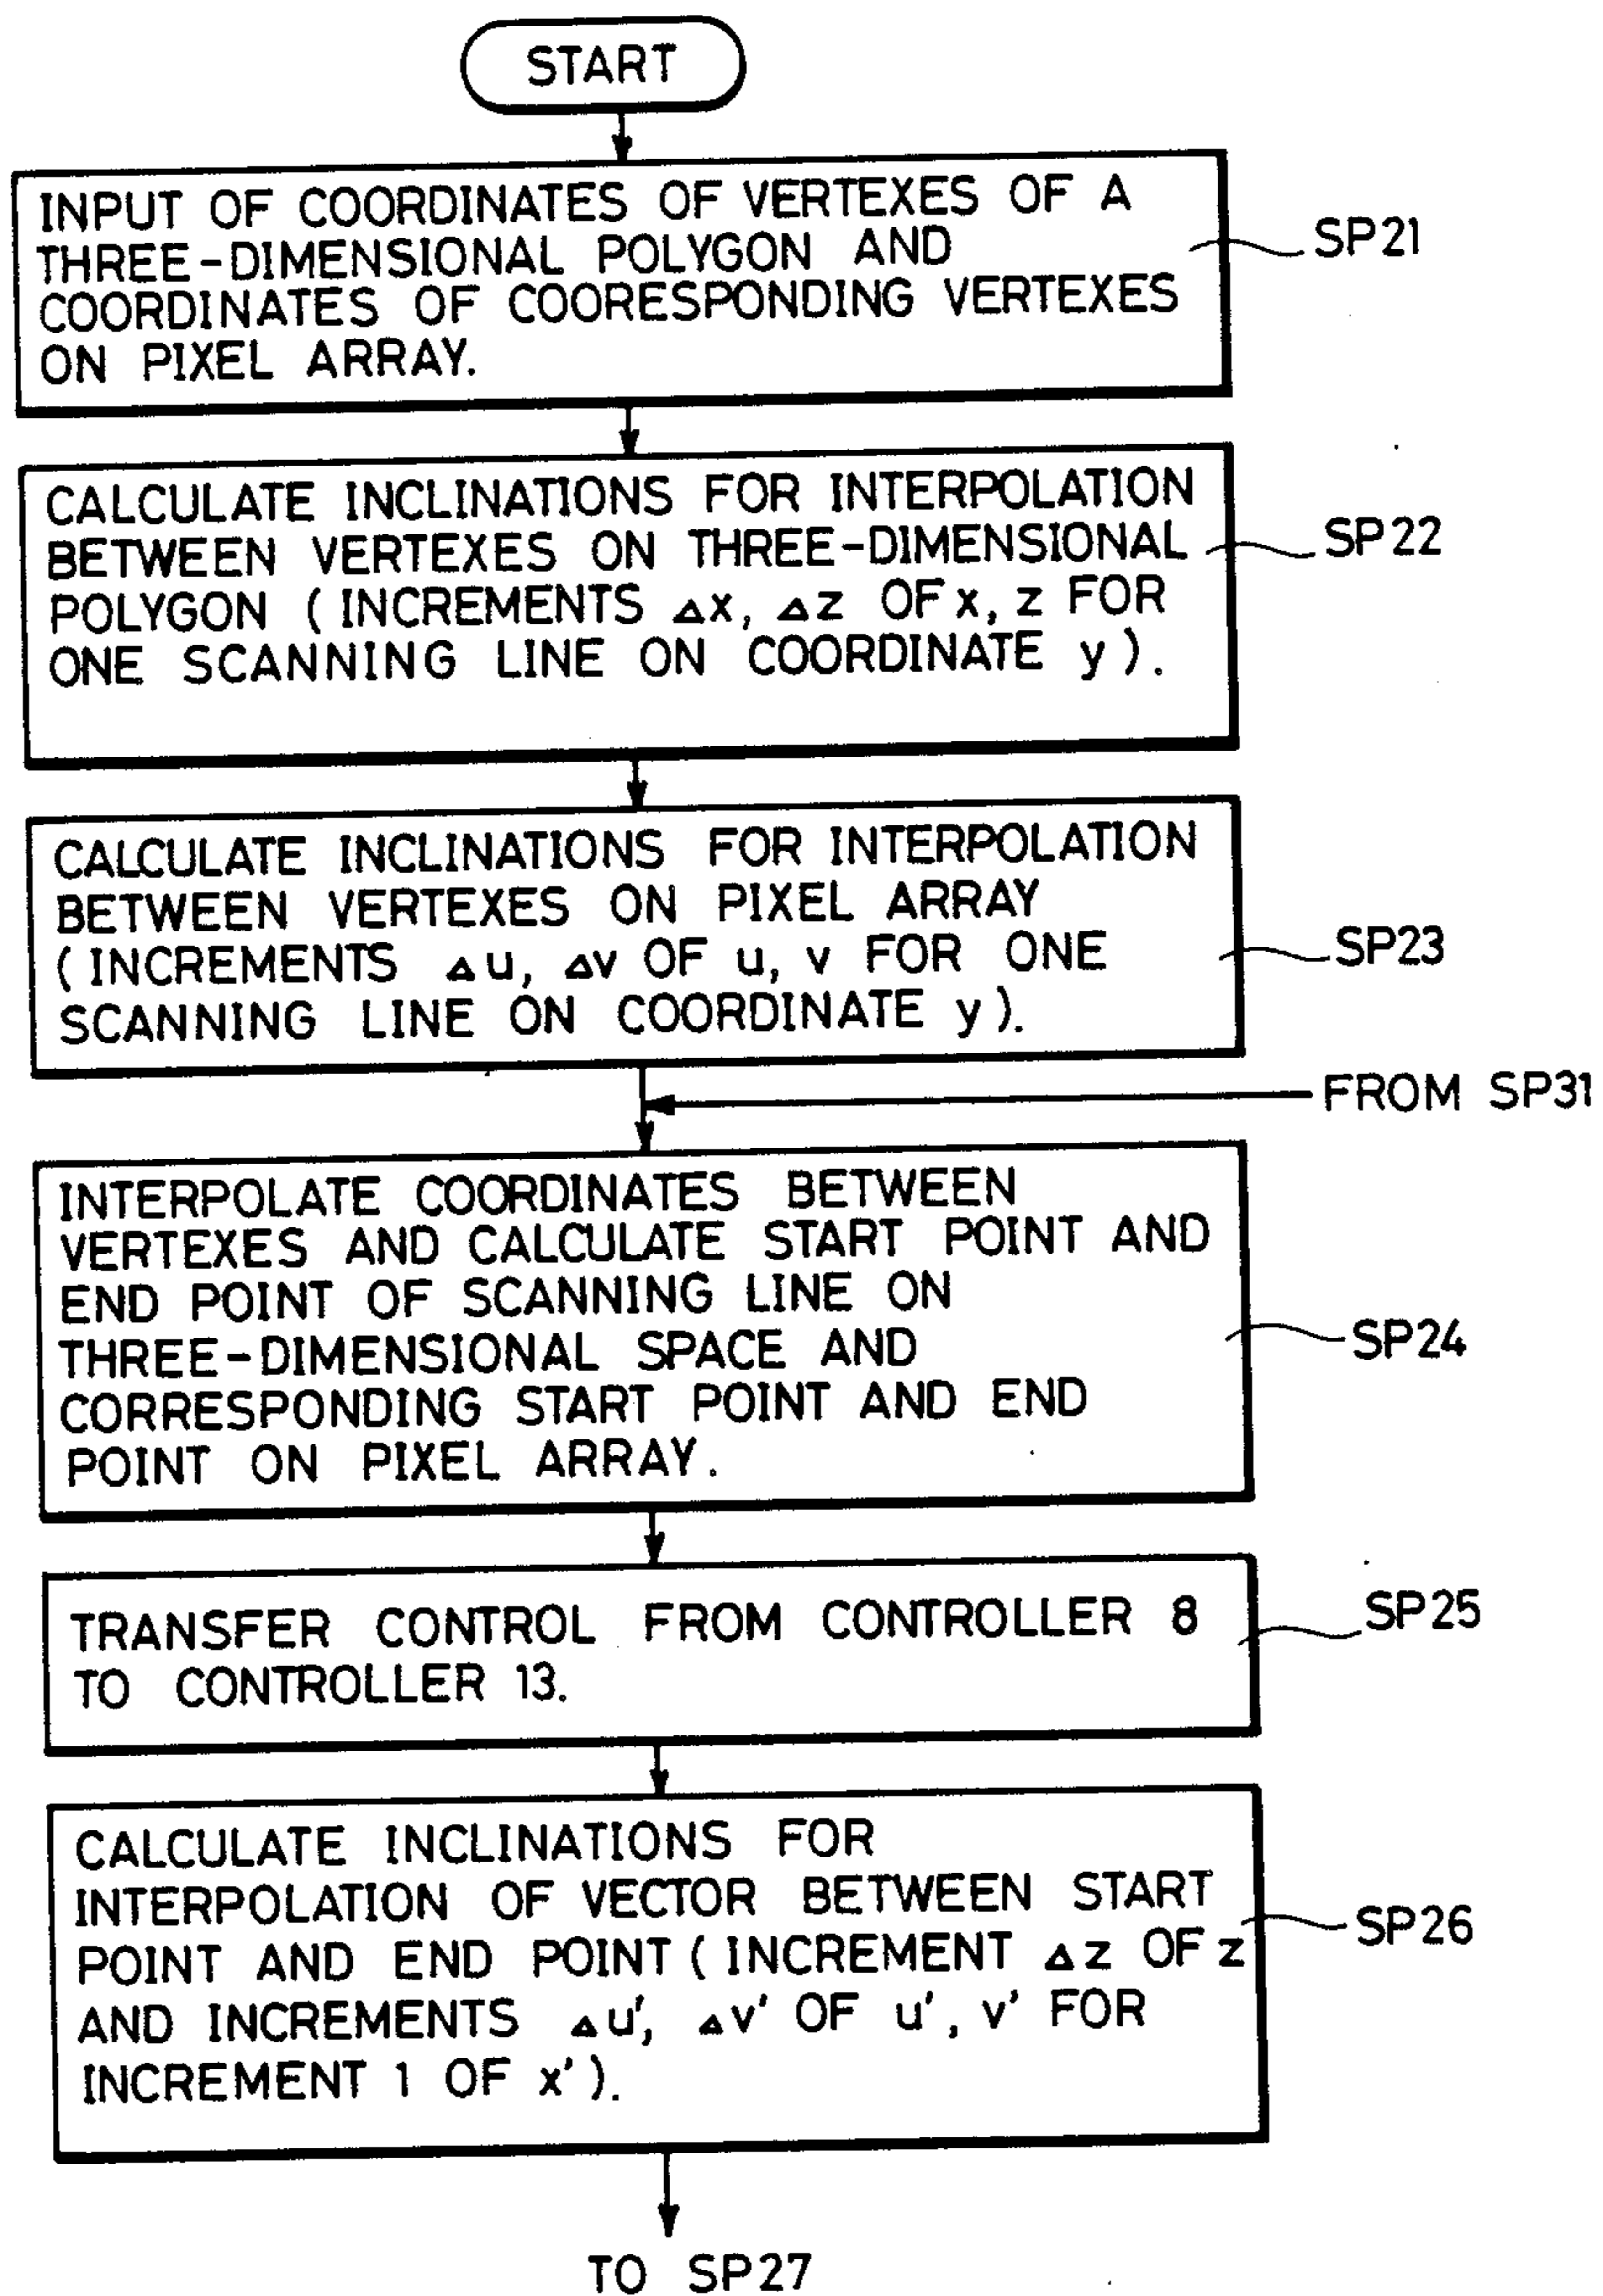 START
INPUT OF COORDINATES OF VERTEXES OF A
THREE-DIMENSIONAL POLYGON AND
COORDINATES OF COORESPONDING VERTEXES
ON PIXEL ARRAY.
SP21
CALCULATE INCLINATIONS FOR INTERPOLATION
BETWEEN VERTEXES ON THREE-DIMENSIONAL
POLYGON (INCREMENTS Δx, Δz OF x, z FOR
ONE SCANNING LINE ON COORDINATE y).
SP22
CALCULATE INCLINATIONS FOR INTERPOLATION
BETWEEN VERTEXES ON PIXEL ARRAY
(INCREMENTS Δu, Δv OF u, v FOR ONE
SCANNING LINE ON COORDINATE y).
SP23
FROM SP31
INTERPOLATE COORDINATES BETWEEN
VERTEXES AND CALCULATE START POINT AND
END POINT OF SCANNING LINE ON
THREE-DIMENSIONAL SPACE AND
CORRESPONDING START POINT AND END
POINT ON PIXEL ARRAY.
SP24
TRANSFER CONTROL FROM CONTROLLER 8
TO CONTROLLER 13.
SP25
CALCULATE INCLINATIONS FOR
INTERPOLATION OF VECTOR BETWEEN START
POINT AND END POINT (INCREMENT Δz OF z
AND INCREMENTS Δu', Δv' OF u', v' FOR
INCREMENT 1 OF x').
SP26
TO SP27